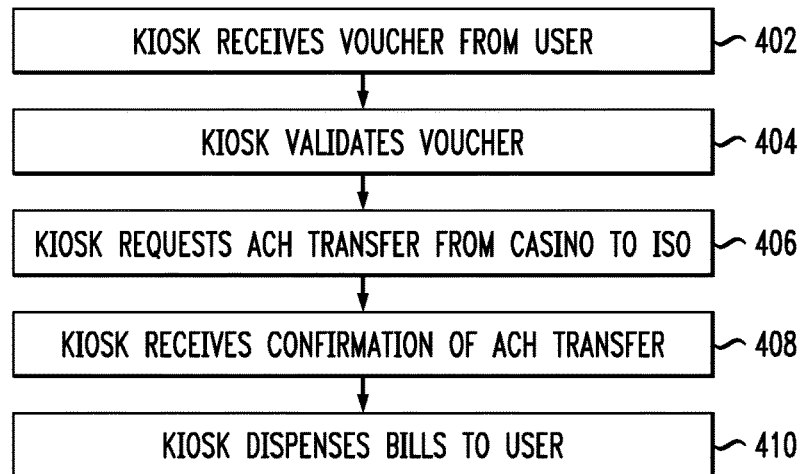 KIOSK RECEIVES VOUCHER FROM USER 402
KIOSK VALIDATES VOUCHER 404
KIOSK REQUESTS ACH TRANSFER FROM CASINO TO ISO 406
KIOSK RECEIVES CONFIRMATION OF ACH TRANSFER 408
KIOSK DISPENSES BILLS TO USER 410